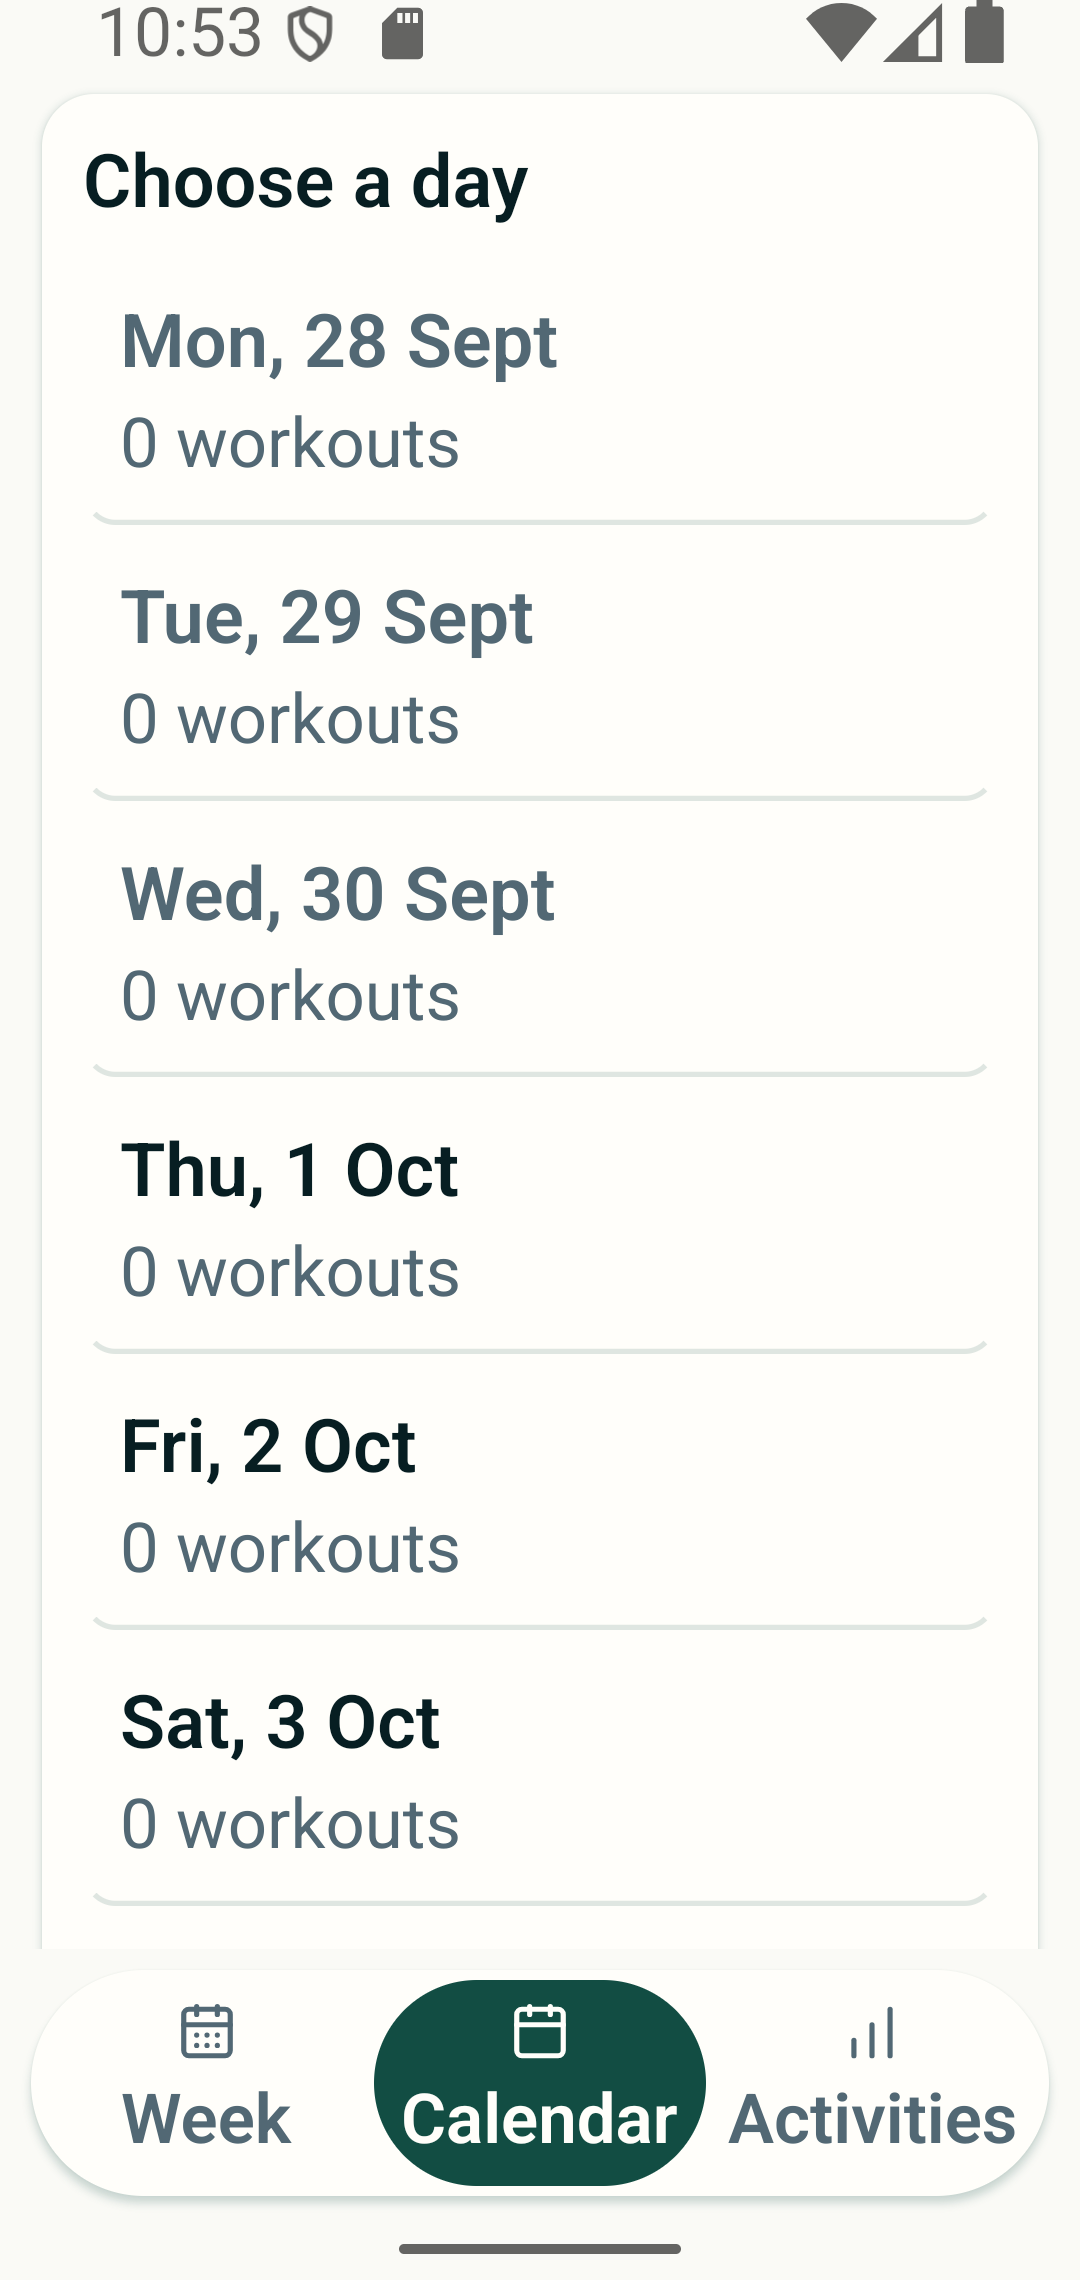 10:53
Choose a day
Mon, 28 Sept
0 workouts
Tue, 29 Sept
0 workouts
Wed, 30 Sept
0 workouts
Thu, 1 Oct
0 workouts
Fri, 2 Oct
0 workouts
Sat, 3 Oct
0 workouts
Week
Calendar
Activities